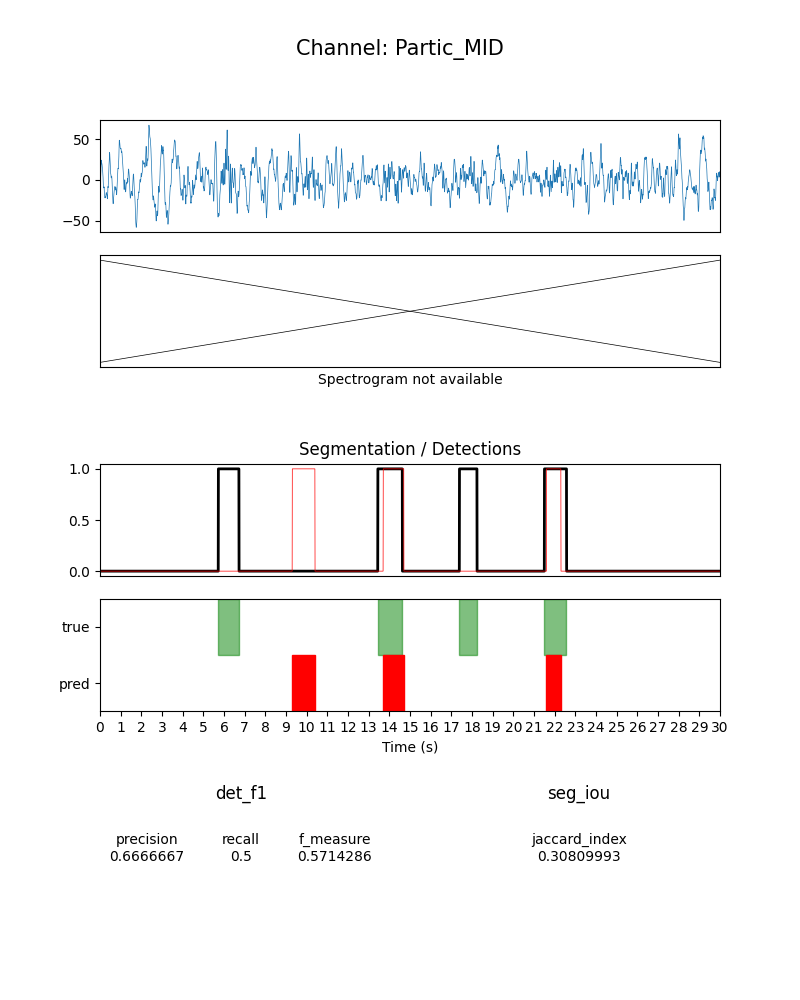 Channel: Partic_MID
50
0
−50
Spectrogram not available
Segmentation / Detections
1.0
0.5
0.0
true
pred
0 1 2 3 4 5 6 7 8 9 10 11 12 13 14 15 16 17 18 19 20 21 22 23 24 25 26 27 28 29 30
Time (s)
det_f1 seg_iou
precision recall f_measure jaccard_index
0.6666667 0.5 0.5714286 0.30809993